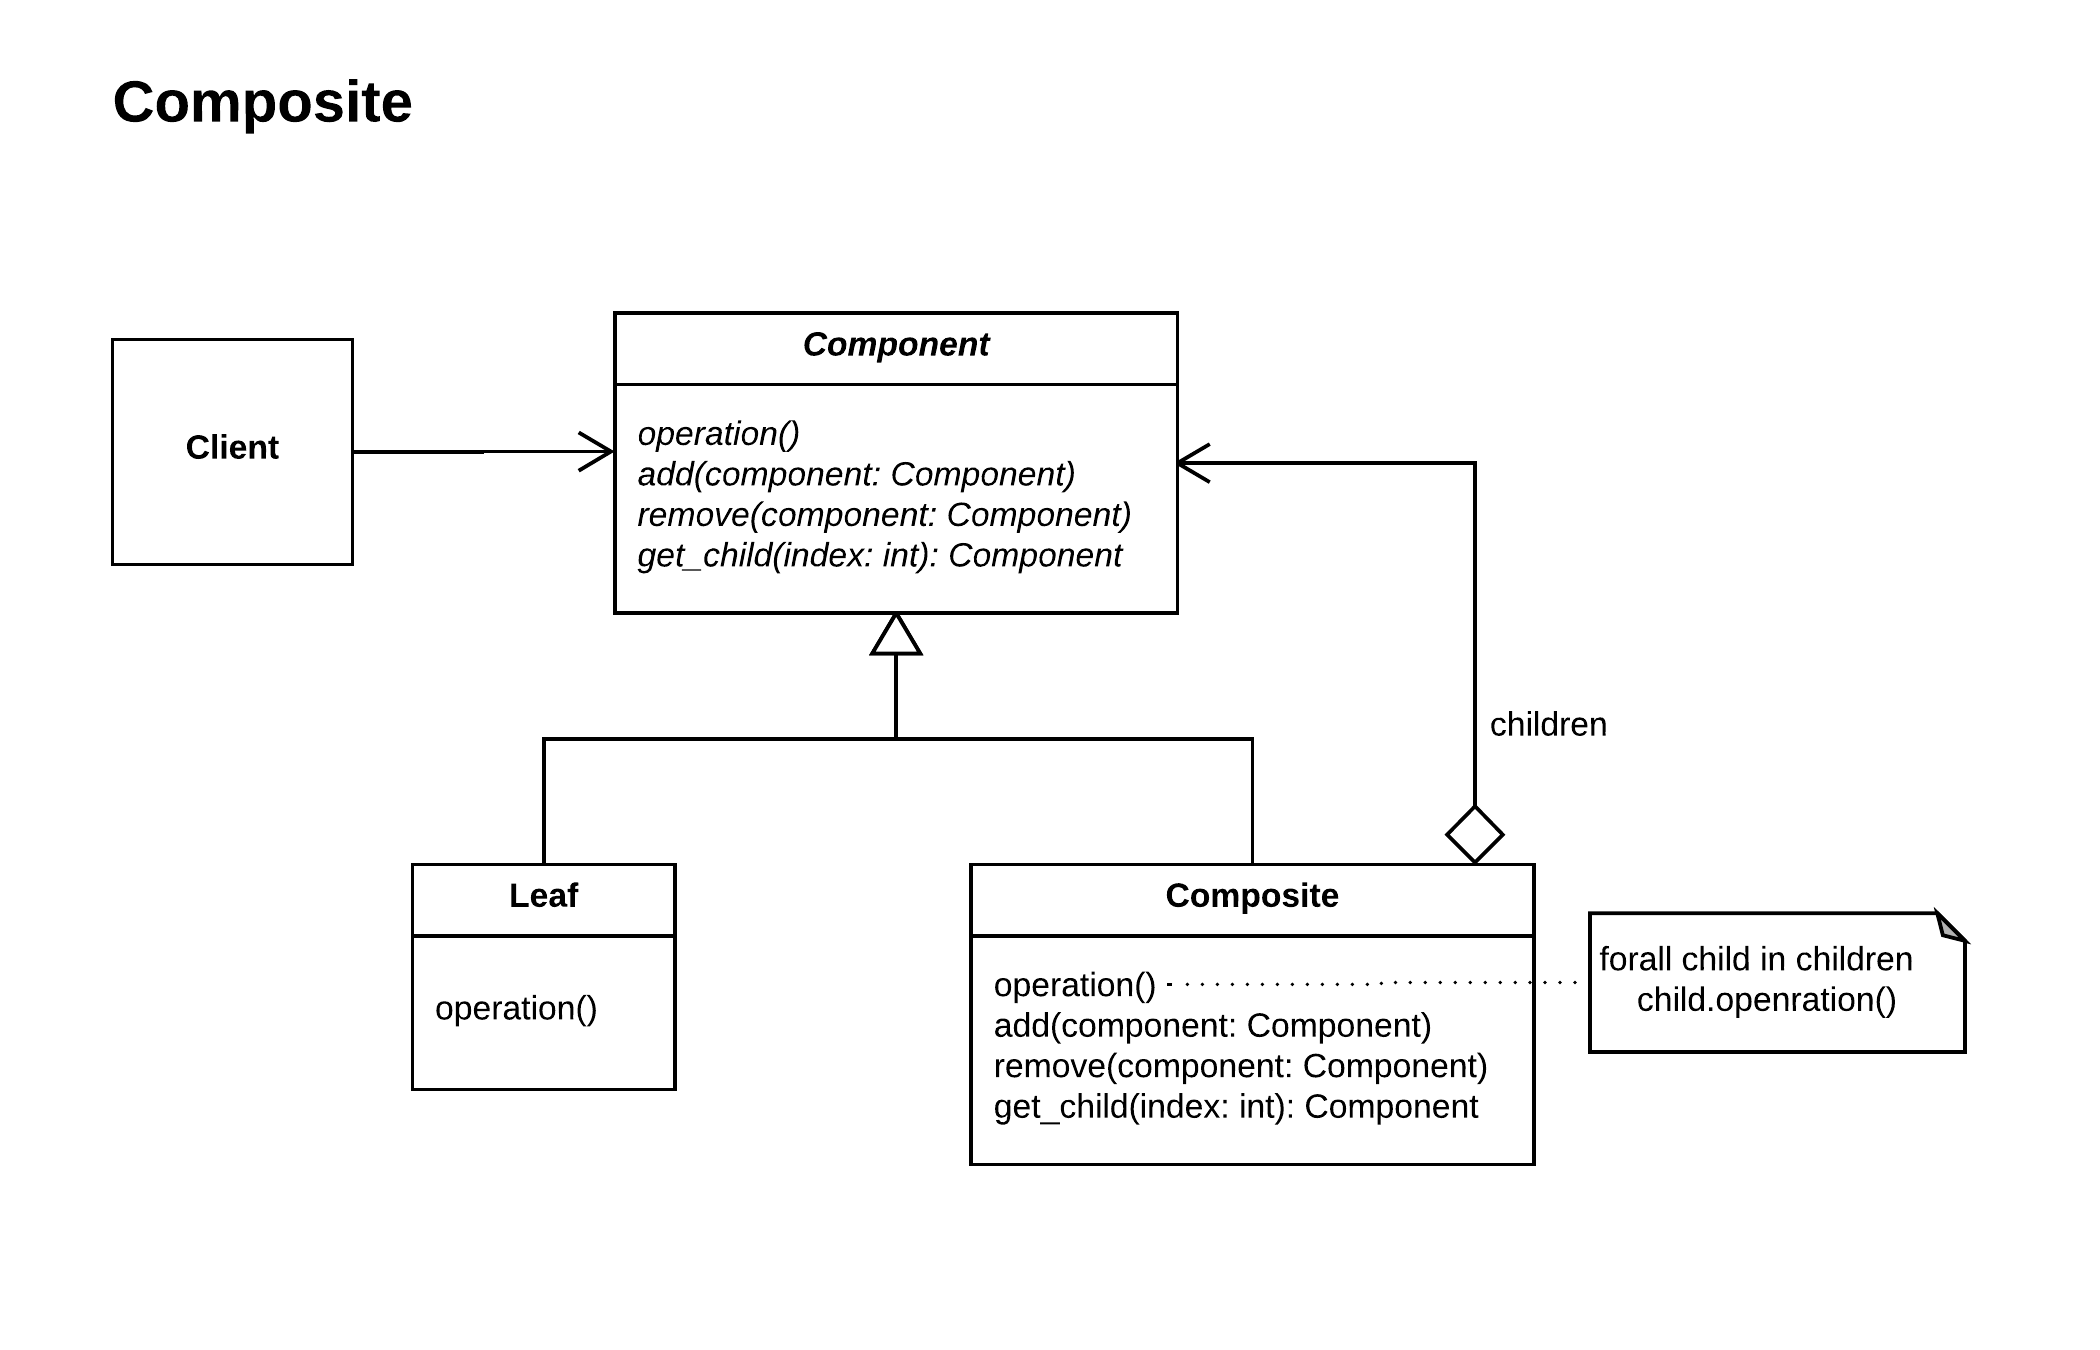 Composite
Client
Component
operation()
add(component: Component)
remove(component: Component)
get_child(index: int): Component
children
Leaf
operation()
Composite
operation()
add(component: Component)
remove(component: Component)
get_child(index: int): Component
forall child in children
child.openration()